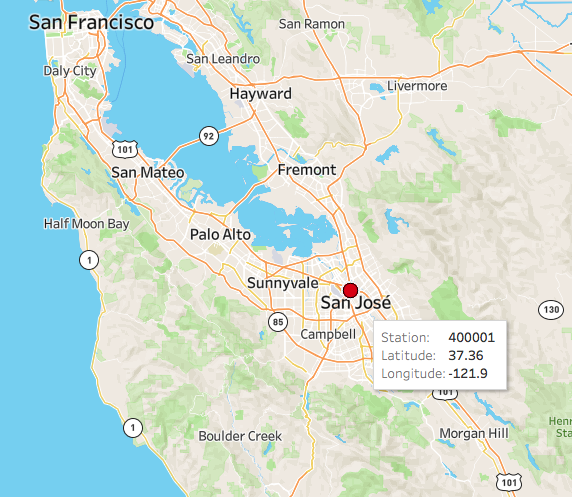 San Francisco
San Ramon
Daly City
San Leandro
Hayward
Livermore
92
101
San Mateo
Fremont
Half Moon Bay
Palo Alto
1
Sunnyvale
San José
130
85
Campbell
Station: 400001
Latitude: 37.36
Longitude: -121.9
101
1
Boulder Creek
Morgan Hill
Henr
Sta
101